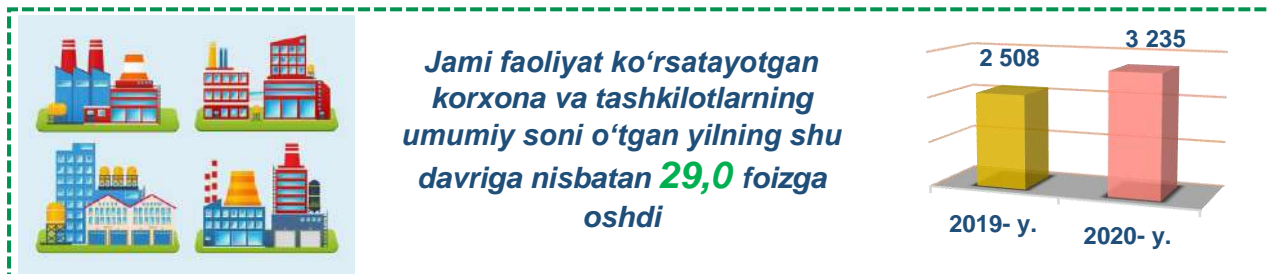 Jami faoliyat ko‘rsatayotgan
korxona va tashkilotlarning
umumiy soni o‘tgan yilning shu
davriga nisbatan 29,0 foizga
oshdi
2 508
3 235
2019- y.
2020- y.